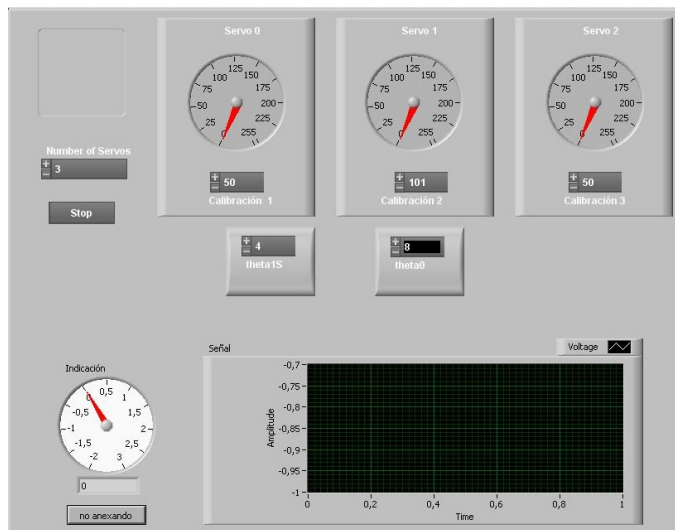 Servo 0
0 25 50 75 100 125 150 175 200 225 255
50
Calibración 1
Servo 1
0 25 50 75 100 125 150 175 200 225 255
101
Calibración 2
Servo 2
0 25 50 75 100 125 150 175 200 225 255
50
Calibración 3
Number of Servos
3
Stop
4
theta1S
8
theta0
Indicación
-2 -1,5 -1 -0,5 0 0,5 1 1,5 2 2,5 3
0
no anexando
Señal
Voltage
Amplitude
-0,7
-0,75
-0,8
-0,85
-0,9
-0,95
-1
0 0,2 0,4 0,6 0,8 1
Time